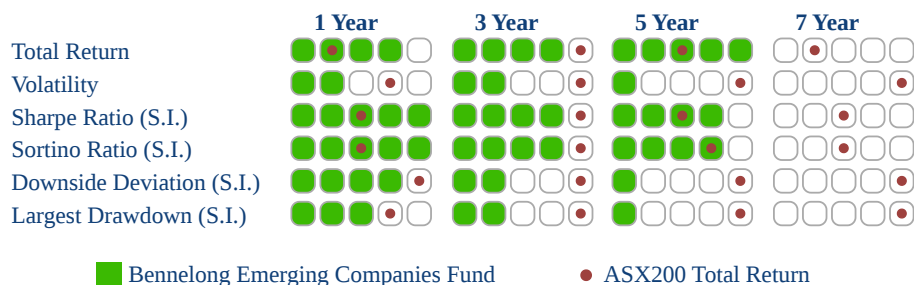 1 Year 3 Year 5 Year 7 Year
Total Return
Volatility
Sharpe Ratio (S.I.)
Sortino Ratio (S.I.)
Downside Deviation (S.I.)
Largest Drawdown (S.I.)
Bennelong Emerging Companies Fund ASX200 Total Return